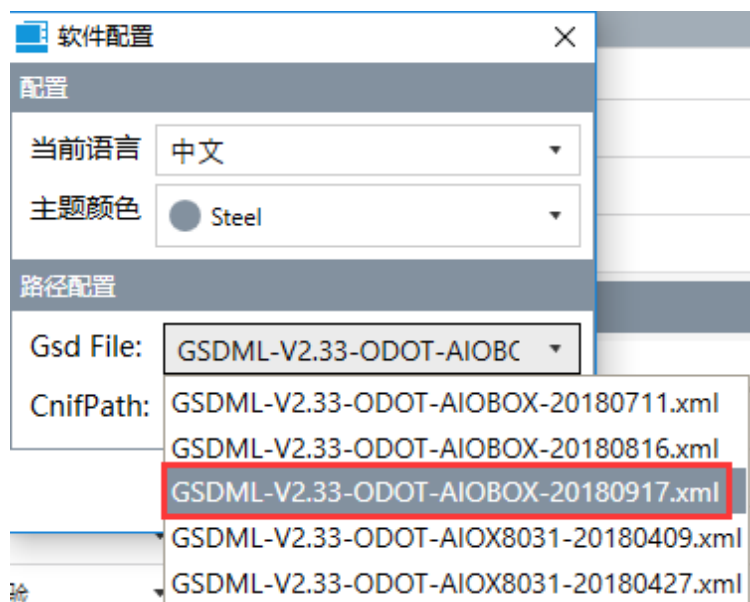 软件配置
配置
当前语言 中文
主题颜色 Steel
路径配置
Gsd File: GSDML-V2.33-ODOT-AIOBC
CnifPath:
GSDML-V2.33-ODOT-AIOBOX-20180711.xml
GSDML-V2.33-ODOT-AIOBOX-20180816.xml
GSDML-V2.33-ODOT-AIOBOX-20180917.xml
GSDML-V2.33-ODOT-AIOX8031-20180409.xml
GSDML-V2.33-ODOT-AIOX8031-20180427.xml